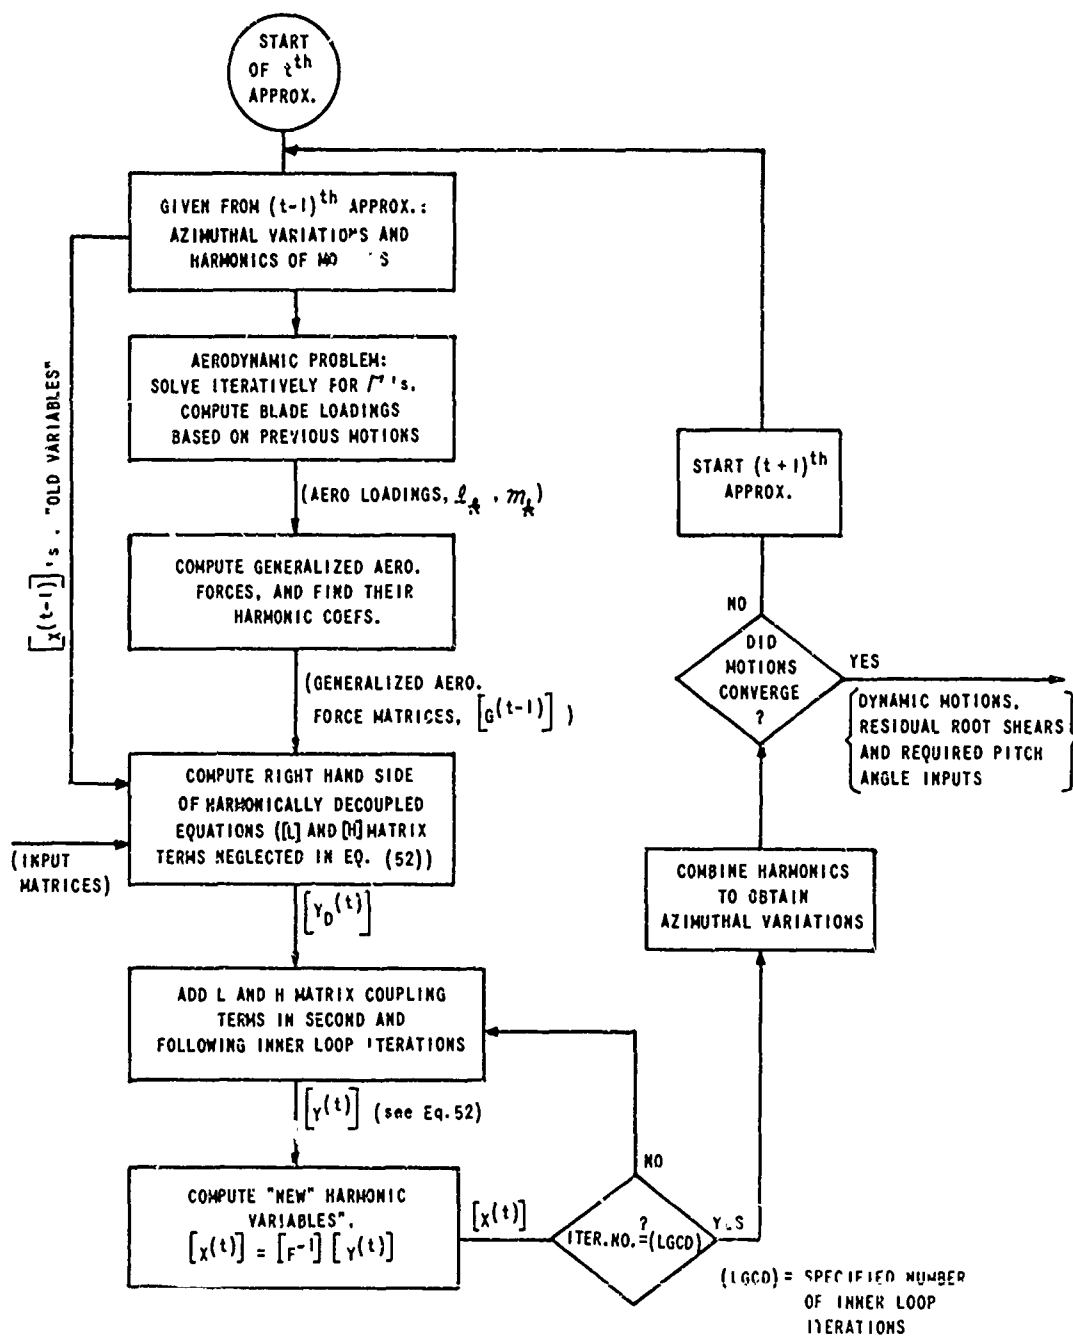 START
OF tth
APPROX.
GIVEN FROM (t-1)th APPROX.:
AZIMUTHAL VARIATIONS AND
HARMONICS OF
[X(t-1)]'s, "OLD VARIABLES"
AERODYNAMIC PROBLEM:
SOLVE ITERATIVELY FOR Γ's.
COMPUTE BLADE LOADINGS
BASED ON PREVIOUS MOTIONS
(AERO LOADINGS, ℓk, mk)
COMPUTE GENERALIZED AERO.
FORCES, AND FIND THEIR
HARMONIC COEFS.
(GENERALIZED AERO.
FORCE MATRICES, [G(t-1)])
COMPUTE RIGHT HAND SIDE
OF HARMONICALLY DECOUPLED
EQUATIONS ([L] AND [H] MATRIX
TERMS NEGLECTED IN EQ. (52))
(INPUT
MATRICES)
[YD(t)]
ADD L AND H MATRIX COUPLING
TERMS IN SECOND AND
FOLLOWING INNER LOOP ITERATIONS
[Y(t)] (see Eq.52)
COMPUTE "NEW" HARMONIC
VARIABLES",
[X(t)] = [F-1] [Y(t)]
[X(t)]
?
ITER.NO.=(LGCD)
NO
YES
(LGCD) = SPECIFIED NUMBER
OF INNER LOOP
ITERATIONS
COMBINE HARMONICS
TO OBTAIN
AZIMUTHAL VARIATIONS
DID
MOTIONS
CONVERGE
?
NO
YES
{DYNAMIC MOTIONS,
RESIDUAL ROOT SHEARS
AND REQUIRED PITCH
ANGLE INPUTS}
START (t+1)th
APPROX.